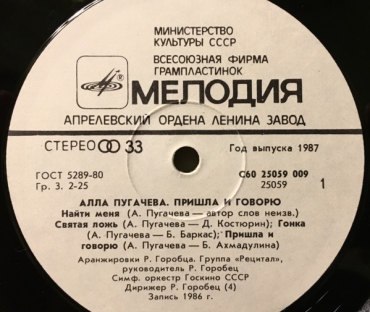 МИНИСТЕРСТВО
КУЛЬТУРЫ СССР
ВСЕСОЮЗНАЯ ФИРМА
ГРАМПЛАСТИНОК
МЕЛОДИЯ
АПРЕЛЕВСКИЙ ОРДЕНА ЛЕНИНА ЗАВОД
СТЕРЕО 33
Год выпуска 1987
ГОСТ 5289-80
С60 25059 009
Гр. 3. 2-25
25059
1
АЛЛА ПУГАЧЕВА. ПРИШЛА И ГОВОРЮ
Найти меня (А. Пугачева — автор слов неизв.)
Святая ложь (А. Пугачева — Д. Костюрин); Гонка
(А. Пугачева — Б. Баркас); Пришла и
говорю (А. Пугачева — Б. Ахмадулина)
Аранжировки Р. Горобца. Группа «Рецитал»,
руководитель Р. Горобец
Симф. оркестр Госкино СССР
Дирижер Р. Горобец (4)
Запись 1986 г.